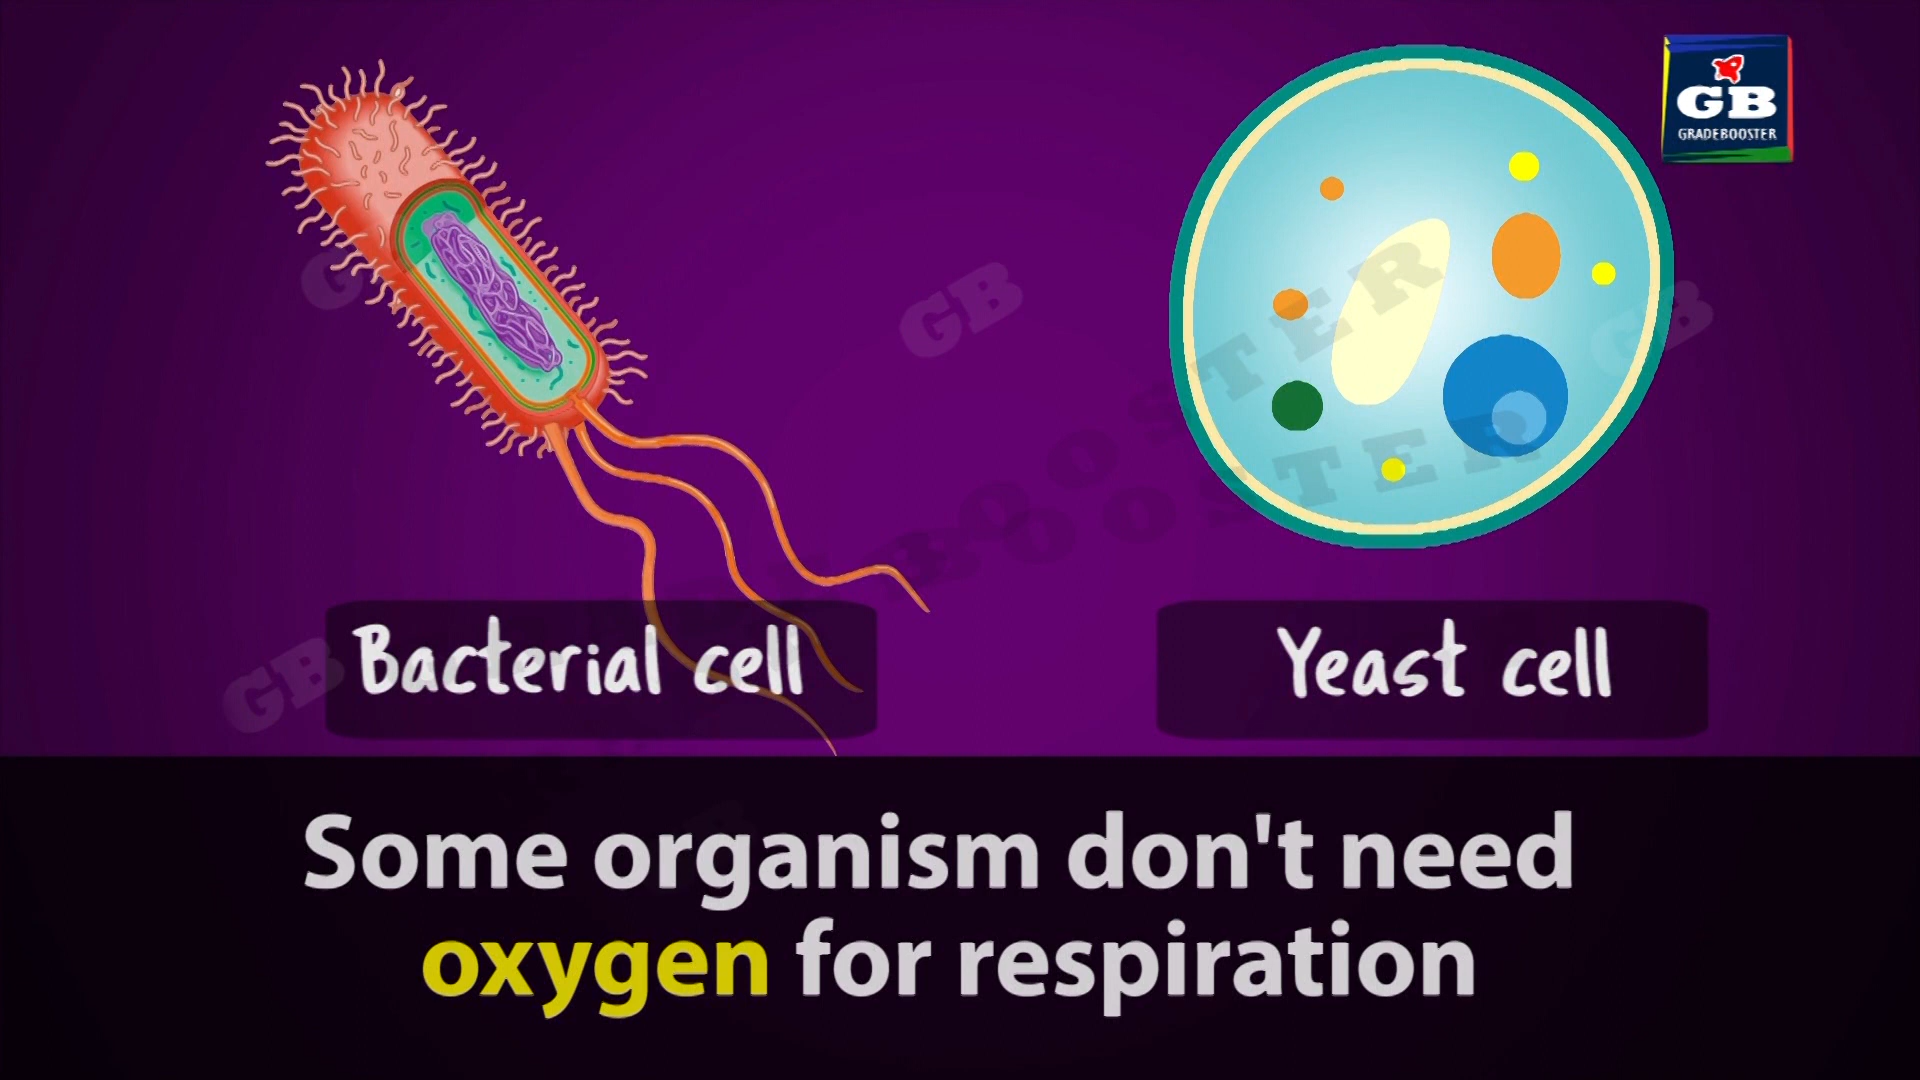 GB
GRADEBOOSTER
Bacterial cell
Yeast cell
Some organism don't need
oxygen for respiration